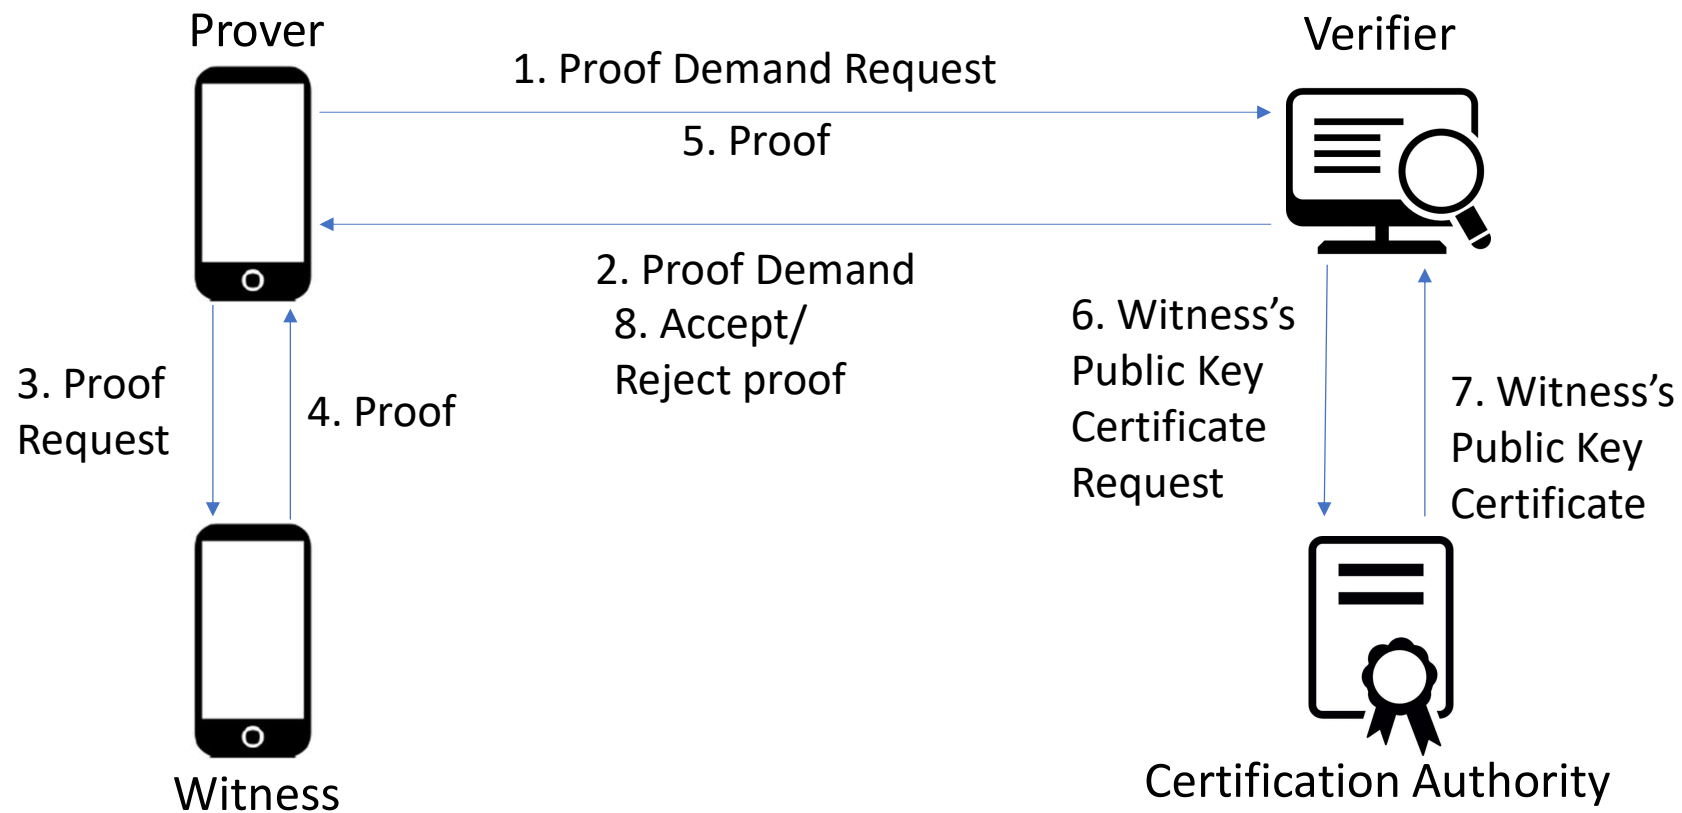 Prover
Verifier
1. Proof Demand Request
5. Proof
2. Proof Demand
8. Accept/
Reject proof
3. Proof
Request
4. Proof
6. Witness’s
Public Key
Certificate
Request
7. Witness’s
Public Key
Certificate
Witness
Certification Authority